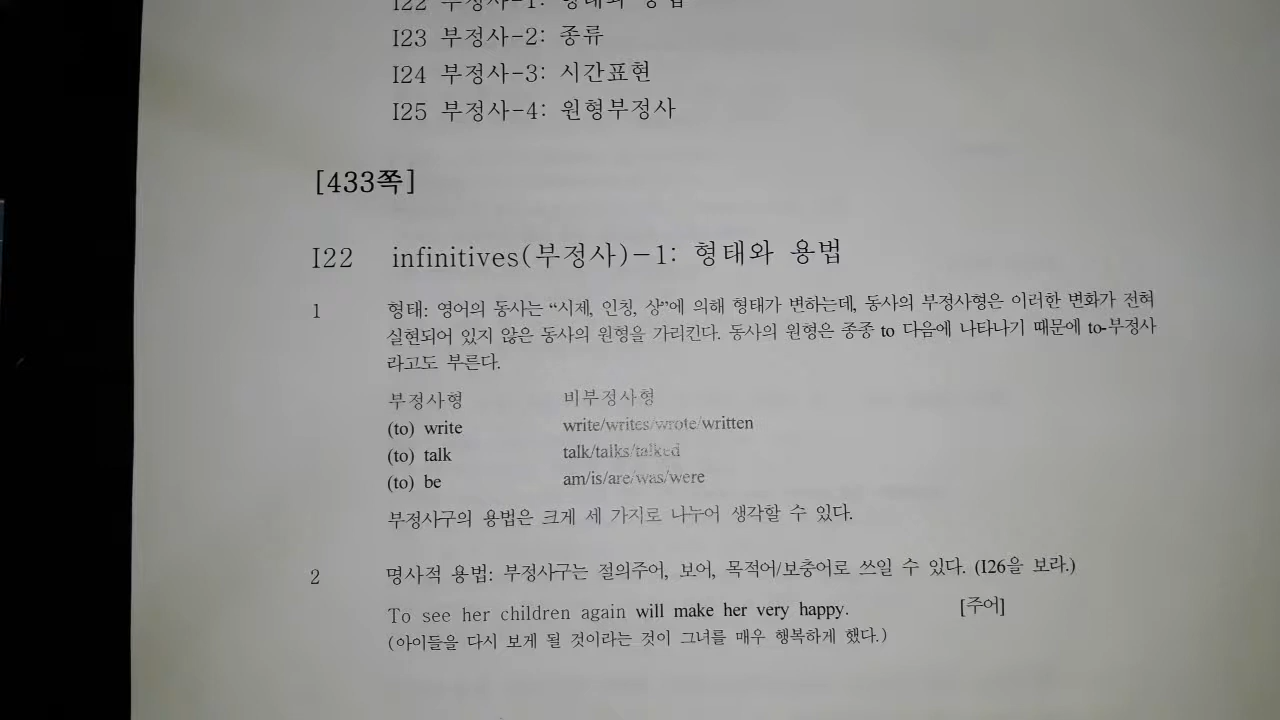 I22 부정사-1: 형태와 용법
I23 부정사-2: 종류
I24 부정사-3: 시간표현
I25 부정사-4: 원형부정사
[433쪽]
I22 infinitives(부정사)-1: 형태와 용법
1 형태: 영어의 동사는 “시제, 인칭, 상”에 의해 형태가 변하는데, 동사의 부정사형은 이러한 변화가 전혀
실현되어 있지 않은 동사의 원형을 가리킨다. 동사의 원형은 종종 to 다음에 나타나기 때문에 to-부정사
라고도 부른다.
부정사형 비부정사형
(to) write write/writes/wrote/written
(to) talk talk/talks/talked
(to) be am/is/are/was/were
부정사구의 용법은 크게 세 가지로 나누어 생각할 수 있다.
2 명사적 용법: 부정사구는 절의주어, 보어, 목적어/보충어로 쓰일 수 있다. (I26을 보라.)
To see her children again will make her very happy. [주어]
(아이들을 다시 보게 될 것이라는 것이 그녀를 매우 행복하게 했다.)